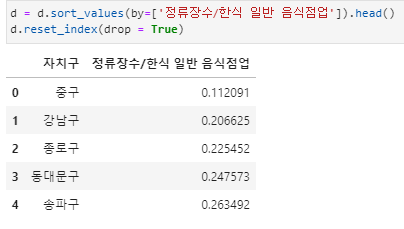 d = d.sort_values(by=['정류장수/한식 일반 음식점업']).head()
d.reset_index(drop = True)
자치구 정류장수/한식 일반 음식점업
0 중구 0.112091
1 강남구 0.206625
2 종로구 0.225452
3 동대문구 0.247573
4 송파구 0.263492